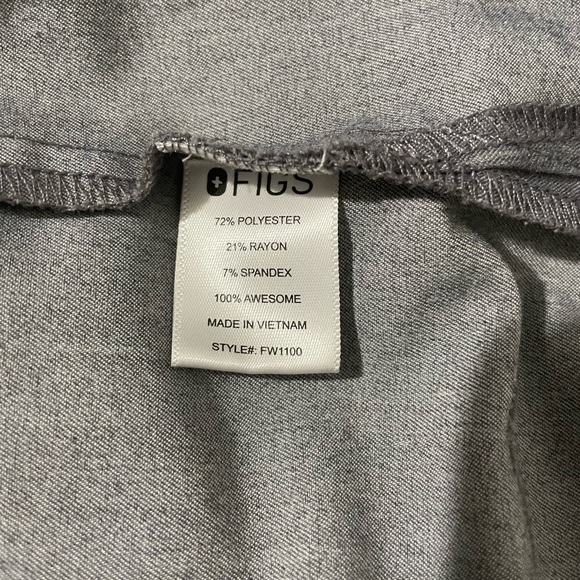 FIGS
72% POLYESTER
21% RAYON
7% SPANDEX
100% AWESOME
MADE IN VIETNAM
STYLE#: FW1100